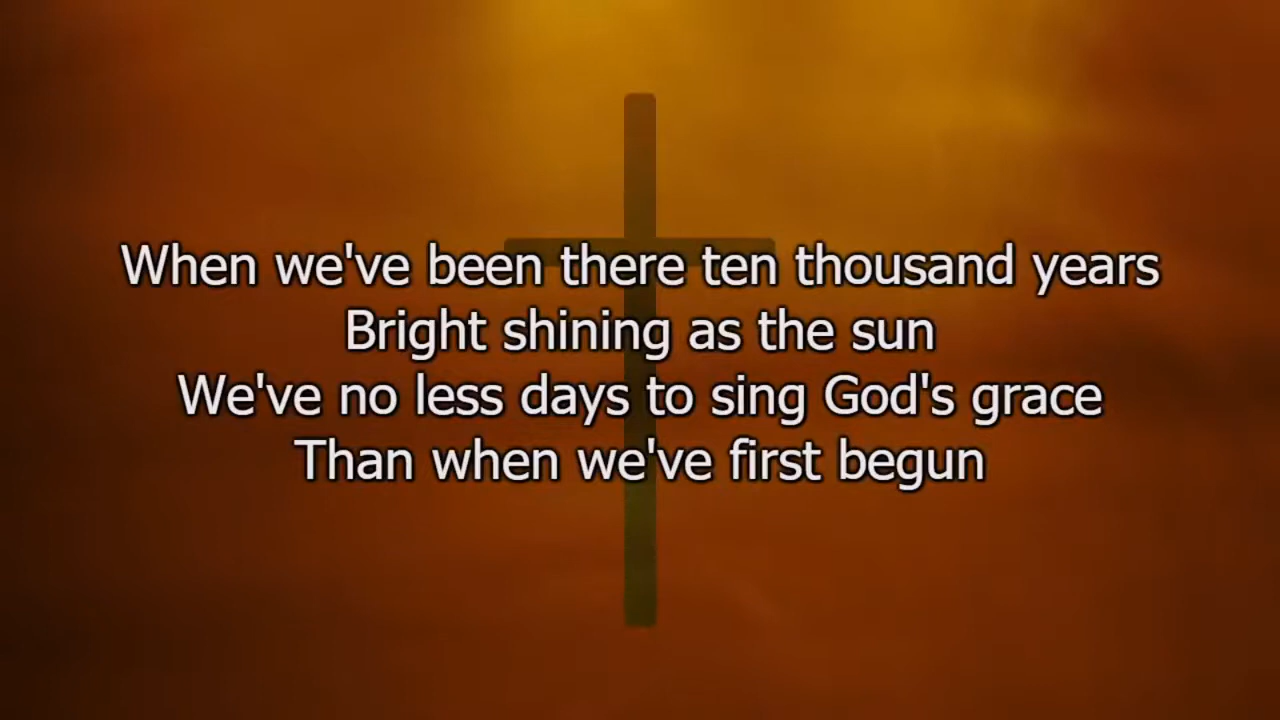 When we've been there ten thousand years
Bright shining as the sun
We've no less days to sing God's grace
Than when we've first begun